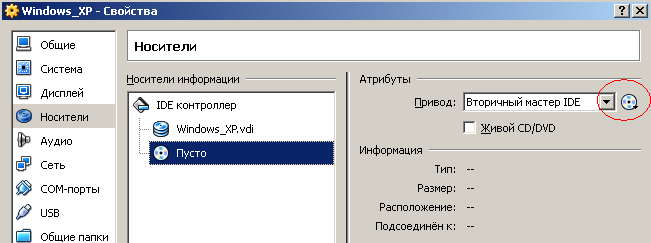 Windows_XP - Свойства
Общие
Система
Дисплей
Носители
Аудио
Сеть
COM-порты
USB
Общие папки
Носители
Носители информации
IDE контроллер
Windows_XP.vdi
Пусто
Атрибуты
Привод: Вторичный мастер IDE
Живой CD/DVD
Информация
Тип: --
Размер: --
Расположение: --
Подсоединён к: --